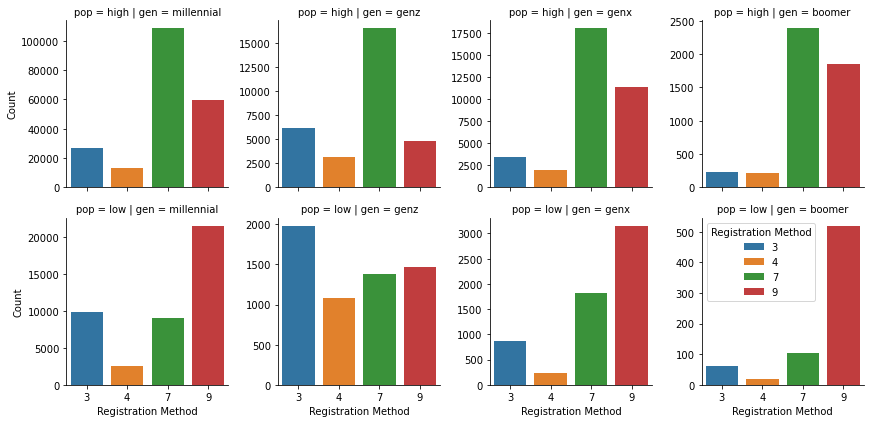 pop = high | gen = millennial
pop = high | gen = genz
pop = high | gen = genx
pop = high | gen = boomer
Count
100000
80000
60000
40000
20000
0
15000
12500
10000
7500
5000
2500
0
17500
15000
12500
10000
7500
5000
2500
0
2500
2000
1500
1000
500
0
pop = low | gen = millennial
pop = low | gen = genz
pop = low | gen = genx
pop = low | gen = boomer
Count
20000
15000
10000
5000
0
3 4 7 9
Registration Method
2000
1500
1000
500
0
3 4 7 9
Registration Method
3000
2500
2000
1500
1000
500
0
3 4 7 9
Registration Method
500
400
300
200
100
0
Registration Method
3
4
7
9
3 4 7 9
Registration Method